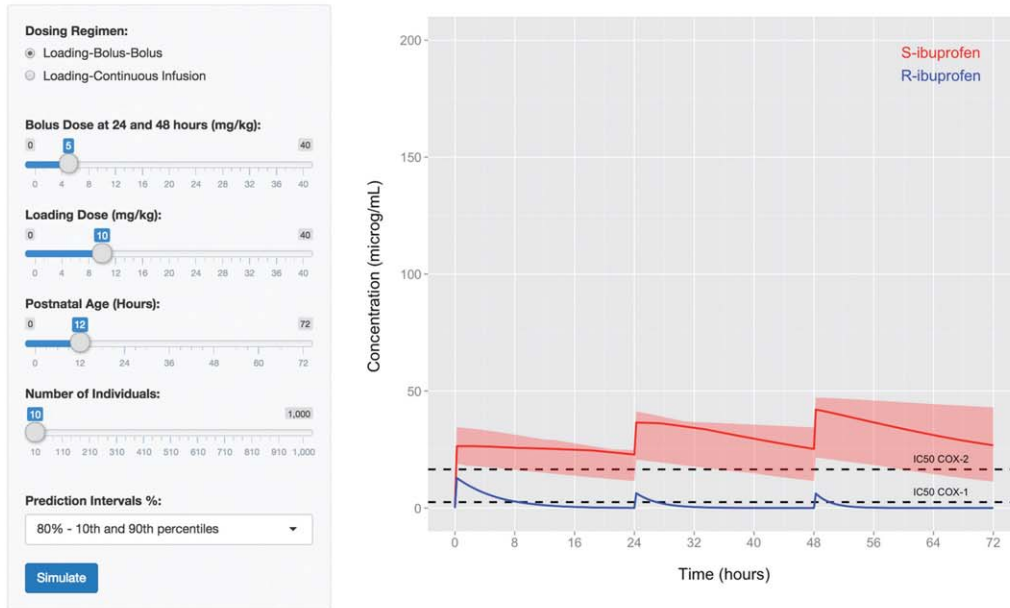 Dosing Regimen:
Loading-Bolus-Bolus
Loading-Continuous Infusion
Bolus Dose at 24 and 48 hours (mg/kg):
0 5 40
0 4 8 12 16 20 24 28 32 36 40
Loading Dose (mg/kg):
0 10 40
0 4 8 12 16 20 24 28 32 36 40
Postnatal Age (Hours):
0 12 72
0 12 24 36 48 60 72
Number of Individuals:
10 1,000
10 110 210 310 410 510 610 710 810 910 1,000
Prediction Intervals %:
80% - 10th and 90th percentiles
Simulate
S-ibuprofen
R-ibuprofen
Concentration (microg/mL)
200
150
100
50
0
IC50 COX-2
IC50 COX-1
0 8 16 24 32 40 48 56 64 72
Time (hours)